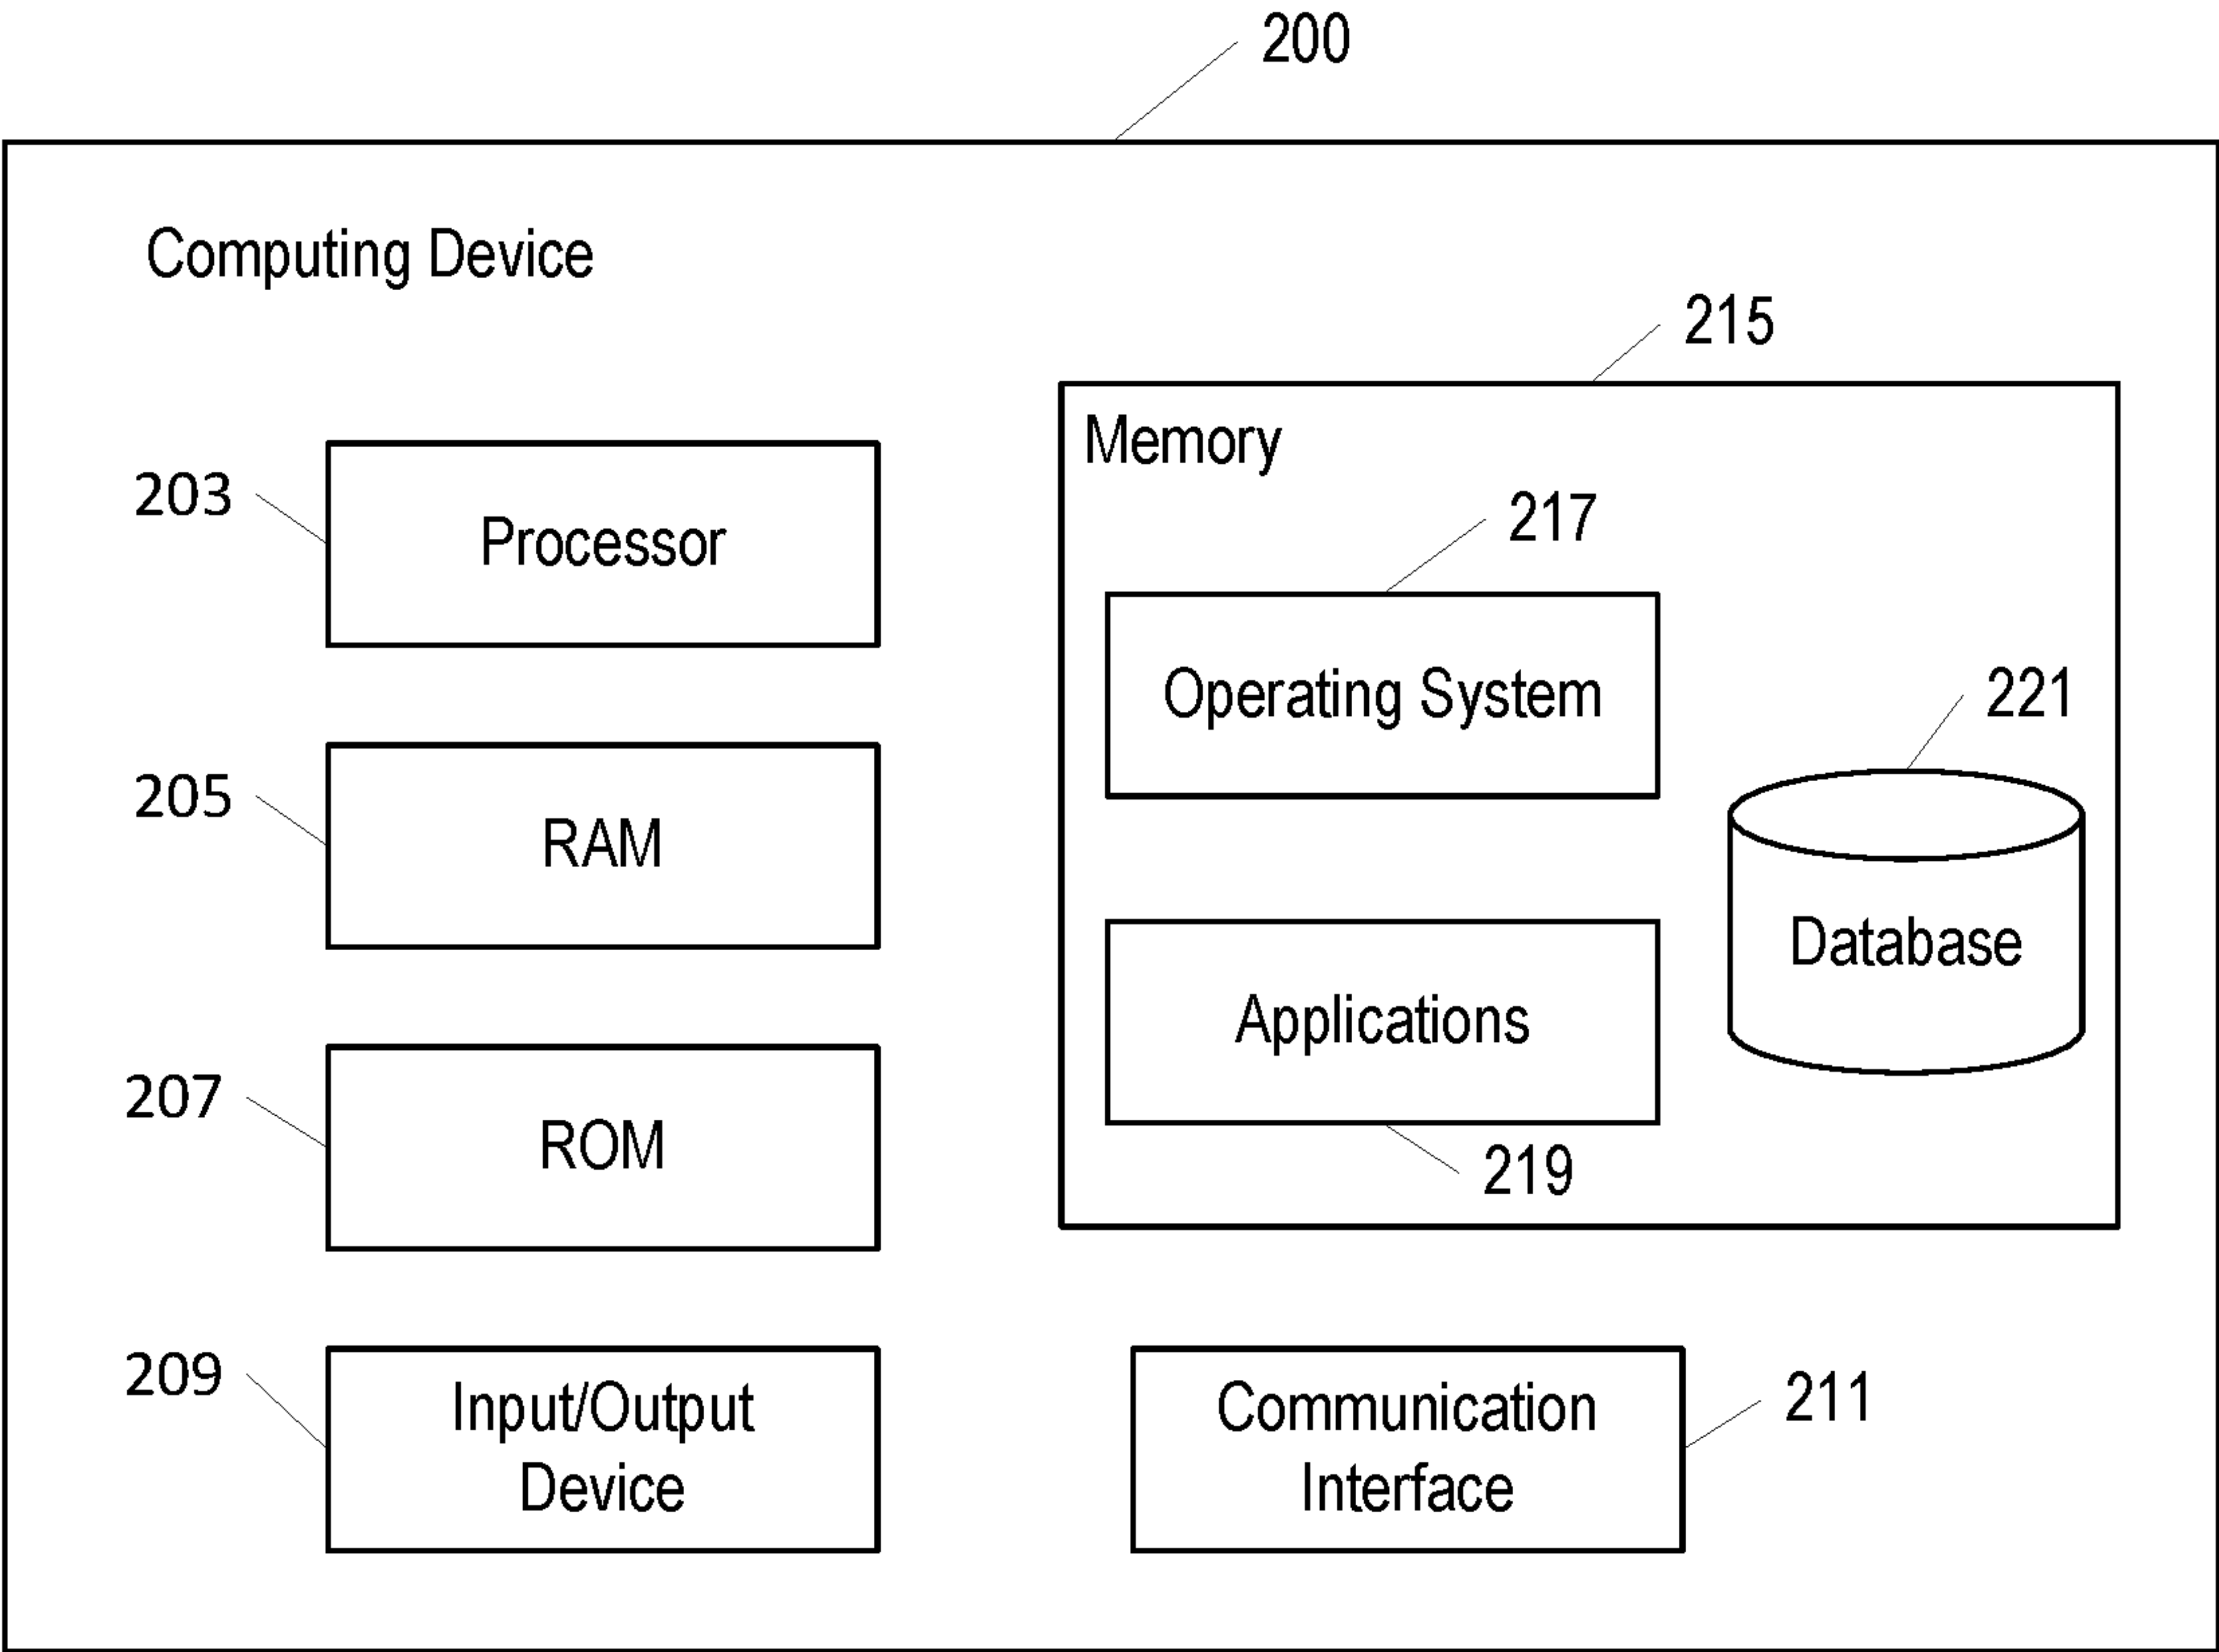 200
Computing Device
215
Memory
203
Processor
217
Operating System
221
205
RAM
Database
Applications
207
ROM
219
209
Input/Output
Device
Communication
Interface
211